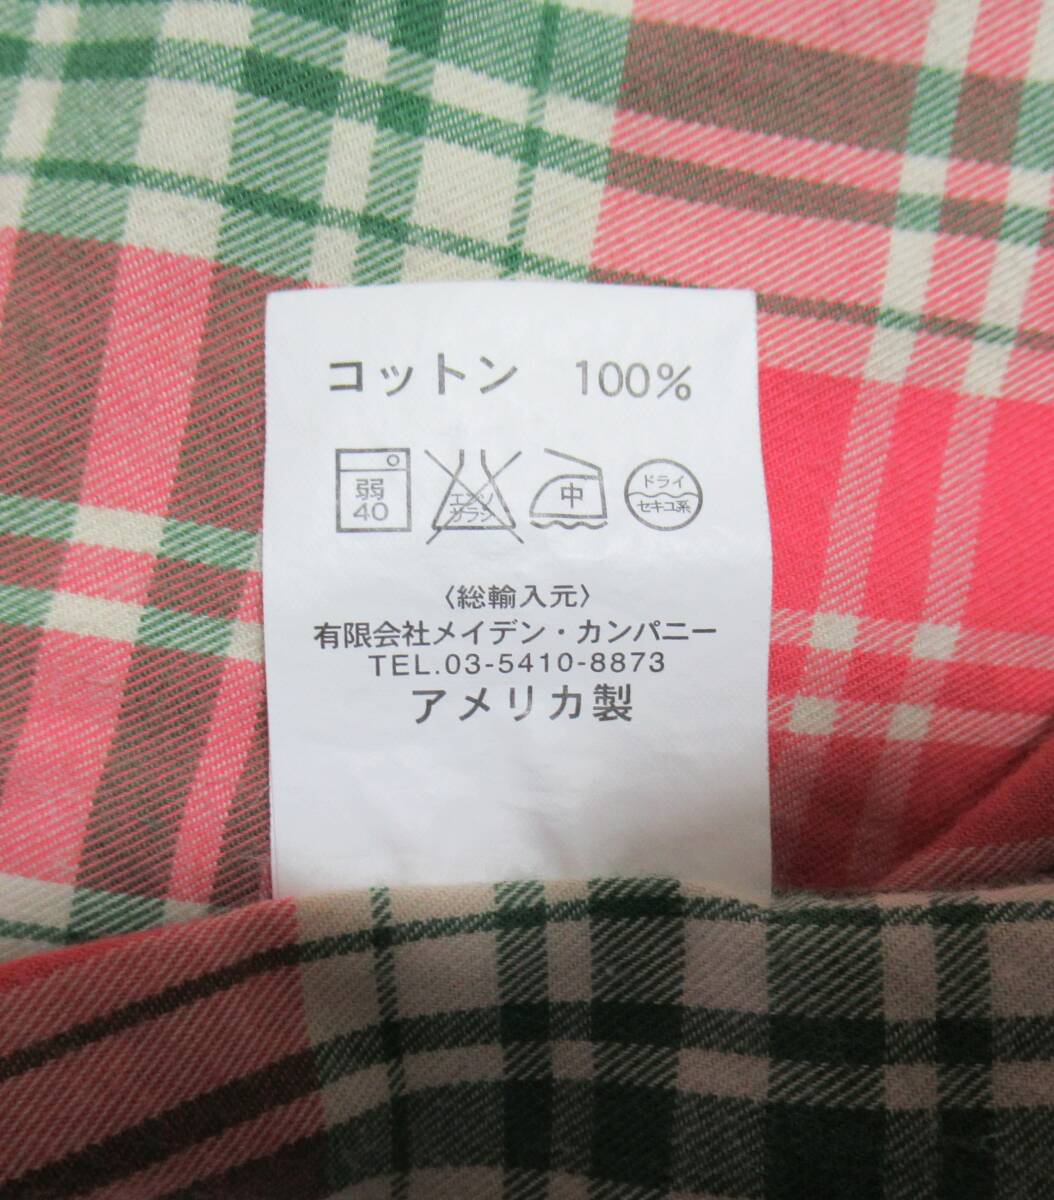 コットン 100%
弱
40
エンソ
サラシ
中
ドライ
セキユ系
〈総輸入元〉
有限会社メイデン・カンパニー
TEL.03-5410-8873
アメリカ製